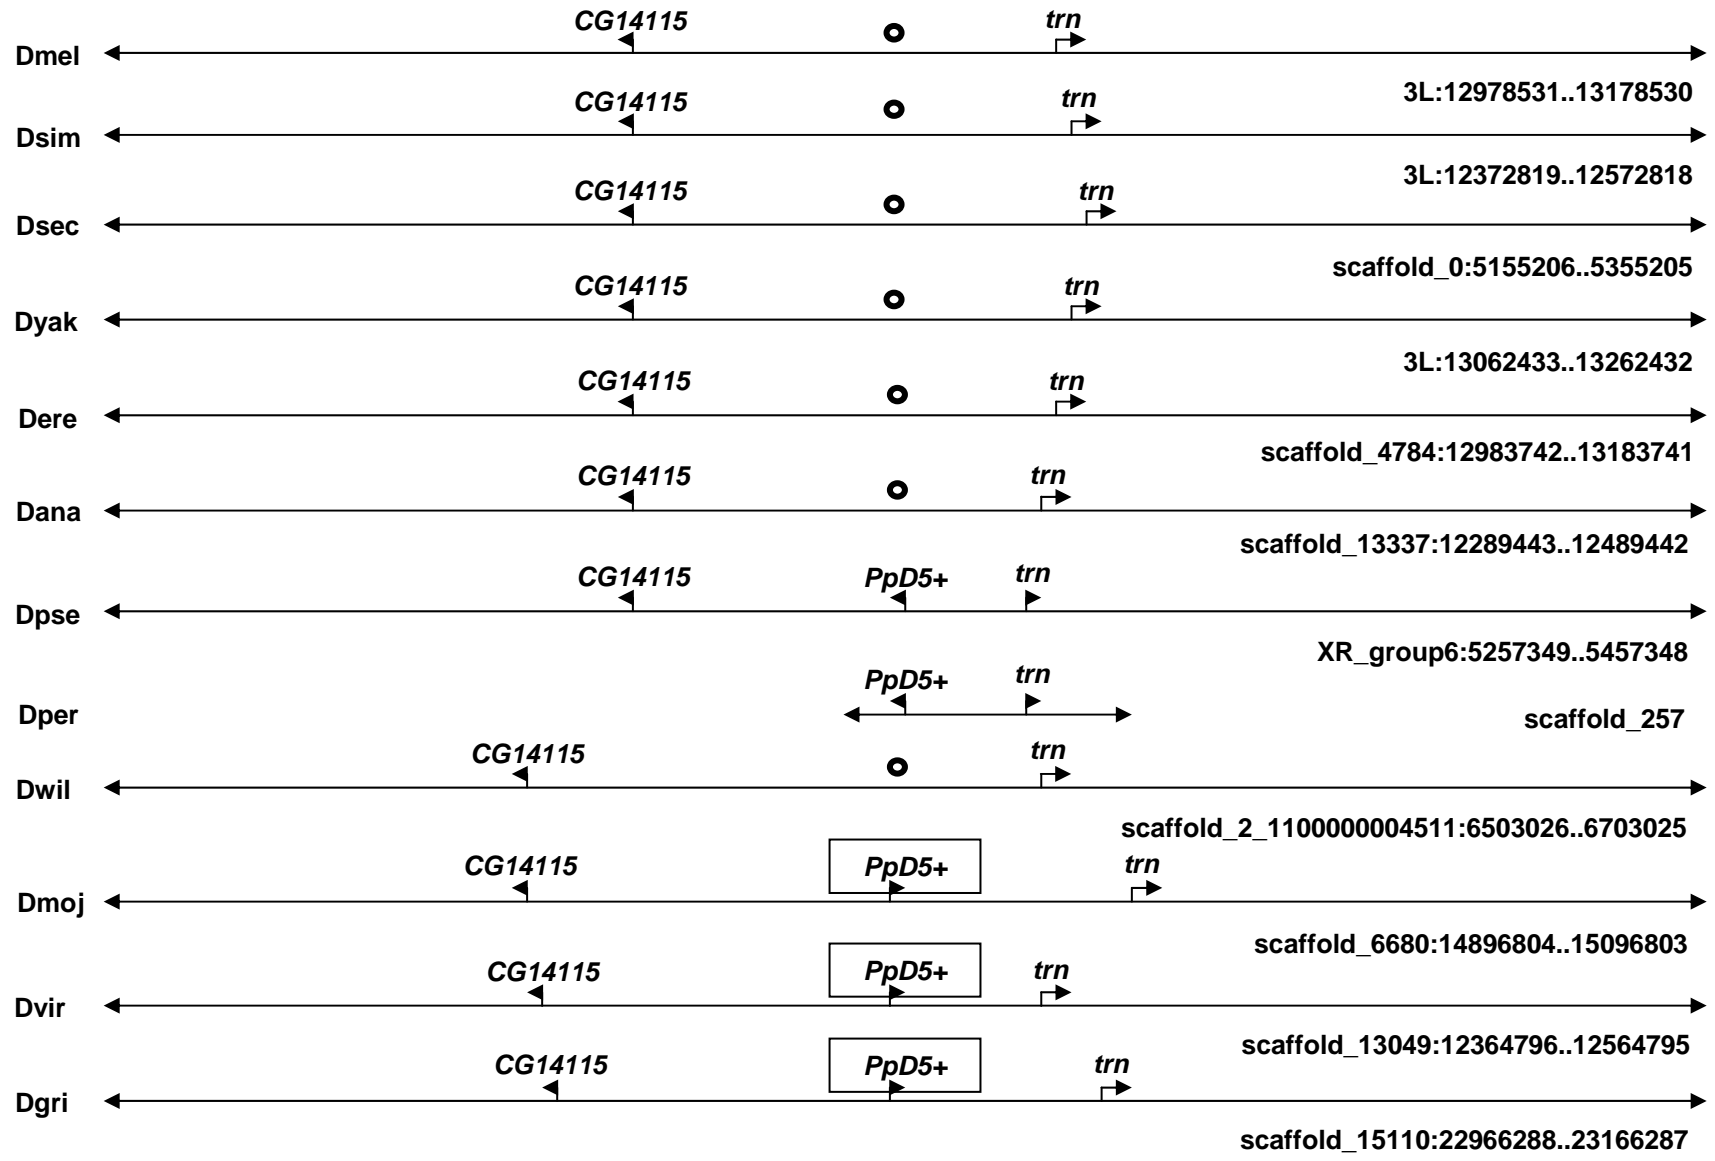 CG14115 trn
Dmel
3L:12978531..13178530
CG14115 trn
Dsim
3L:12372819..12572818
CG14115 trn
Dsec
scaffold_0:5155206..5355205
CG14115 trn
Dyak
3L:13062433..13262432
CG14115 trn
Dere
scaffold_4784:12983742..13183741
CG14115 trn
Dana
scaffold_13337:12289443..12489442
CG14115 PpD5+ trn
Dpse
XR_group6:5257349..5457348
PpD5+ trn
Dper scaffold_257
CG14115 trn
Dwil
scaffold_2_1100000004511:6503026..6703025
CG14115 PpD5+ trn
Dmoj
scaffold_6680:14896804..15096803
CG14115 PpD5+ trn
Dvir
scaffold_13049:12364796..12564795
CG14115 PpD5+ trn
Dgri
scaffold_15110:22966288..23166287